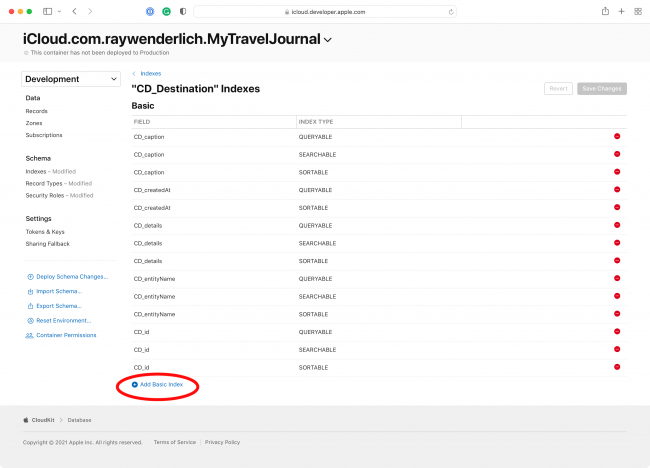 icloud.developer.apple.com
iCloud.com.raywenderlich.MyTravelJournal
This container has not been deployed to Production
Development
Data
Records
Zones
Subscriptions
Schema
Indexes – Modified
Record Types – Modified
Security Roles – Modified
Settings
Tokens & Keys
Sharing Fallback
Deploy Schema Changes...
Import Schema...
Export Schema...
Reset Environment...
Container Permissions
Indexes
"CD_Destination" Indexes
Revert Save Changes
Basic
FIELD INDEX TYPE
CD_caption QUERYABLE
CD_caption SEARCHABLE
CD_caption SORTABLE
CD_createdAt QUERYABLE
CD_createdAt SORTABLE
CD_details QUERYABLE
CD_details SEARCHABLE
CD_details SORTABLE
CD_entityName QUERYABLE
CD_entityName SEARCHABLE
CD_entityName SORTABLE
CD_id QUERYABLE
CD_id SEARCHABLE
CD_id SORTABLE
Add Basic Index
CloudKit Database
Copyright © 2021 Apple Inc. All rights reserved. Terms of Service Privacy Policy